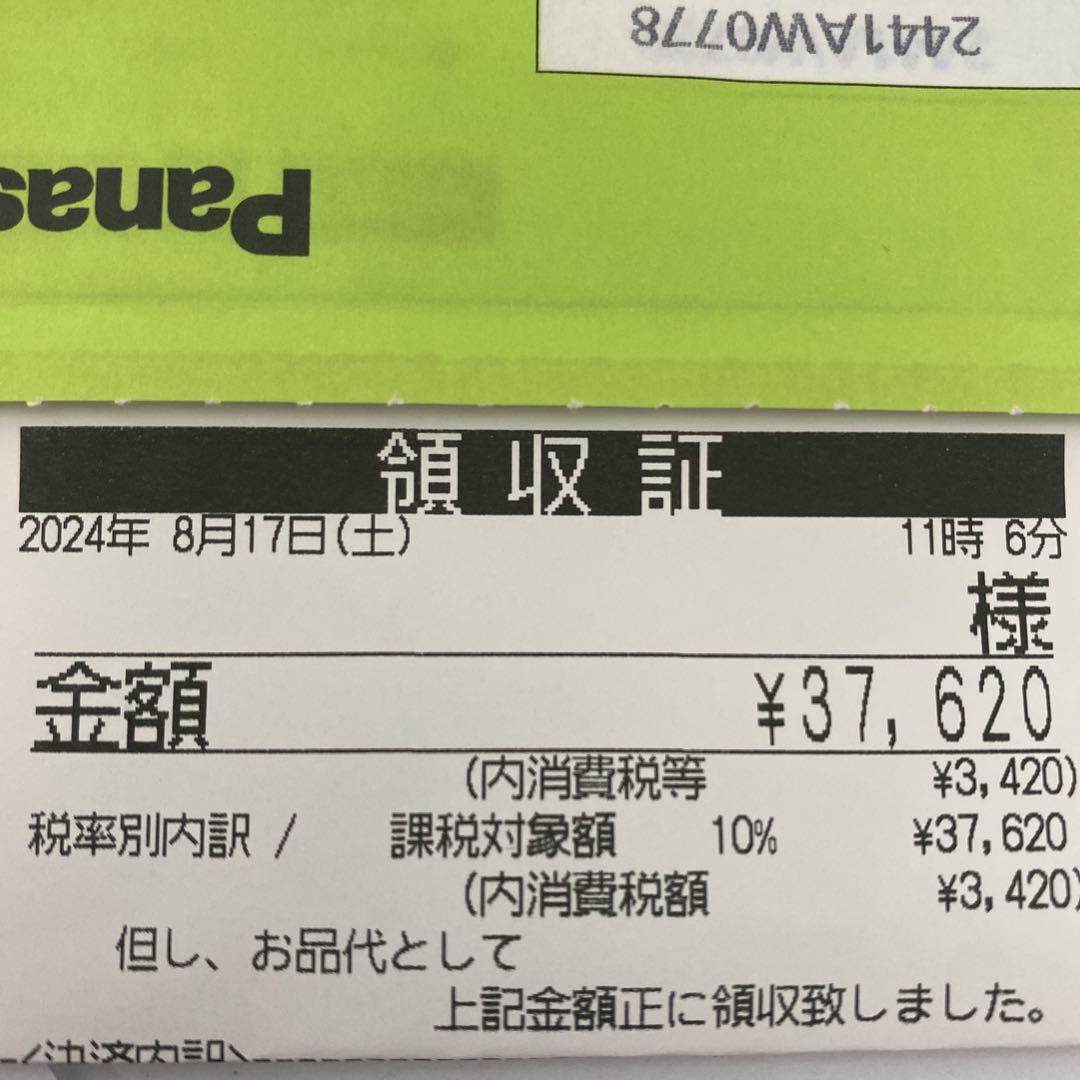 2441AW0778
Panas
領収証
2024年 8月17日(土) 11時 6分
様
金額 ¥37,620
(内消費税等 ¥3,420)
税率別内訳 / 課税対象額 10% ¥37,620
(内消費税額 ¥3,420)
但し、お品代として
上記金額正に領収致しました。